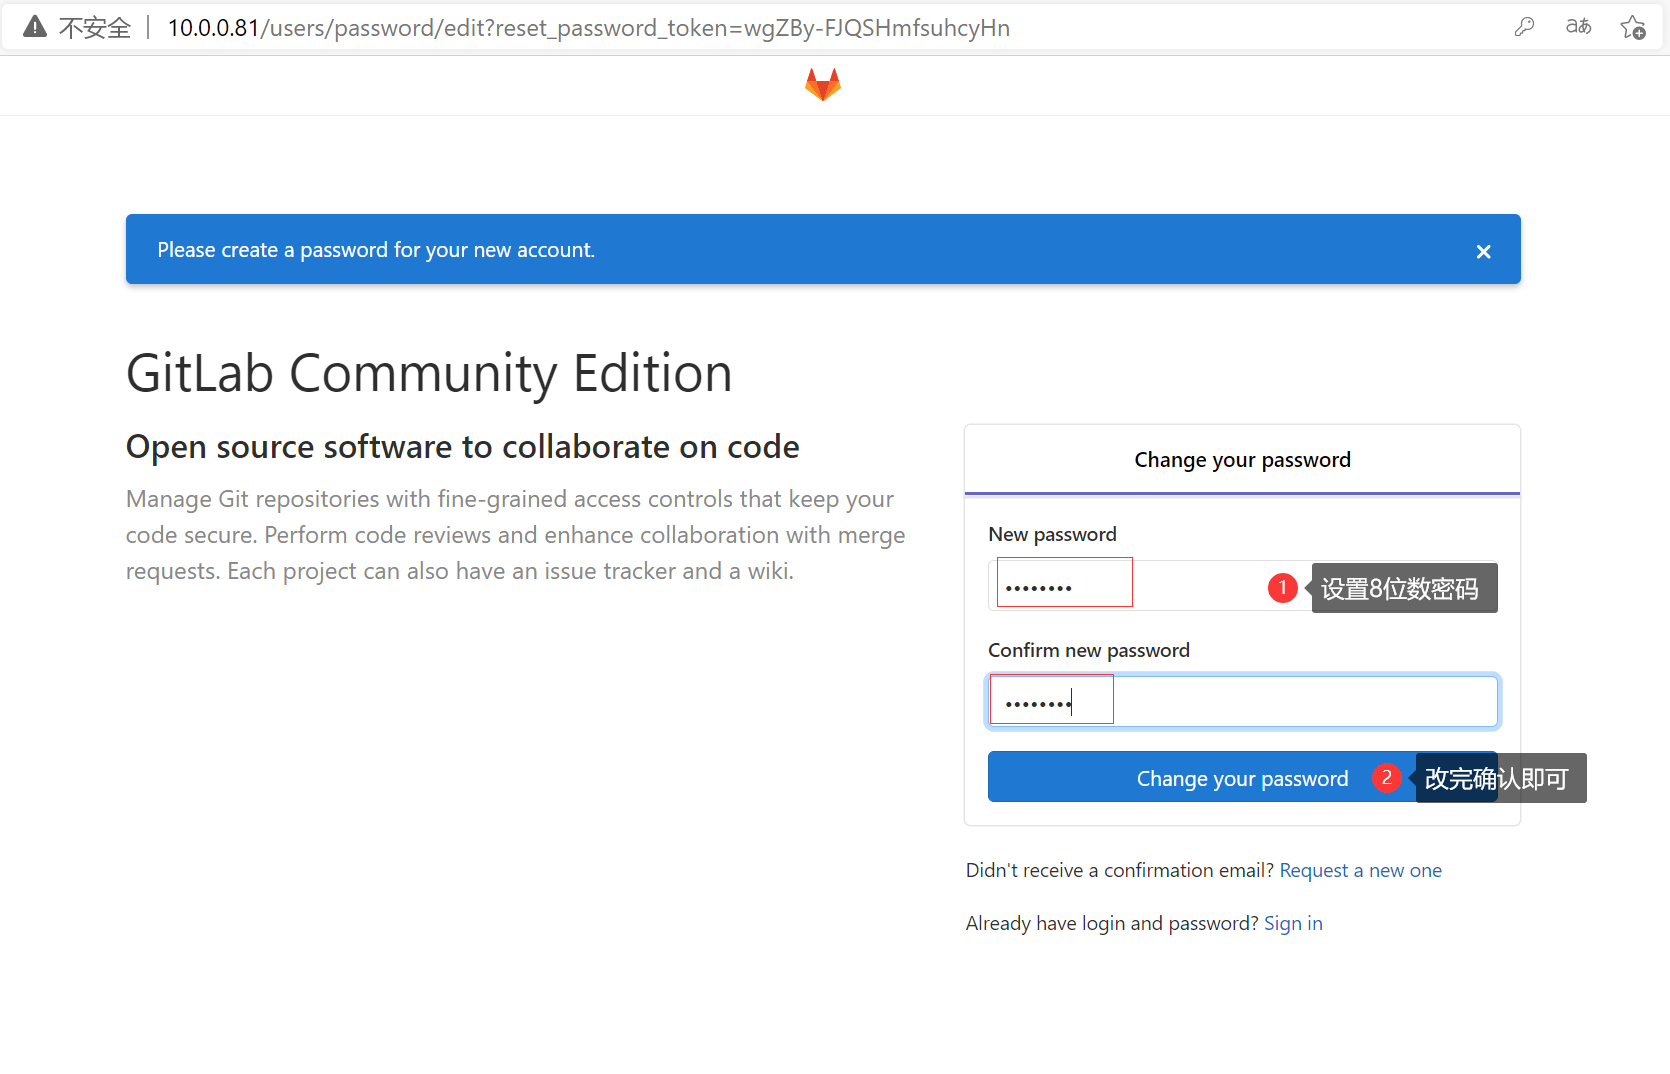 不安全 10.0.0.81/users/password/edit?reset_password_token=wgZBy-FJQSHmfsuhcyHn
aあ
Please create a password for your new account.
GitLab Community Edition
Open source software to collaborate on code
Manage Git repositories with fine-grained access controls that keep your
code secure. Perform code reviews and enhance collaboration with merge
requests. Each project can also have an issue tracker and a wiki.
Change your password
New password
••••••••
1 设置8位数密码
Confirm new password
••••••••
Change your password 2 改完确认即可
Didn't receive a confirmation email? Request a new one
Already have login and password? Sign in